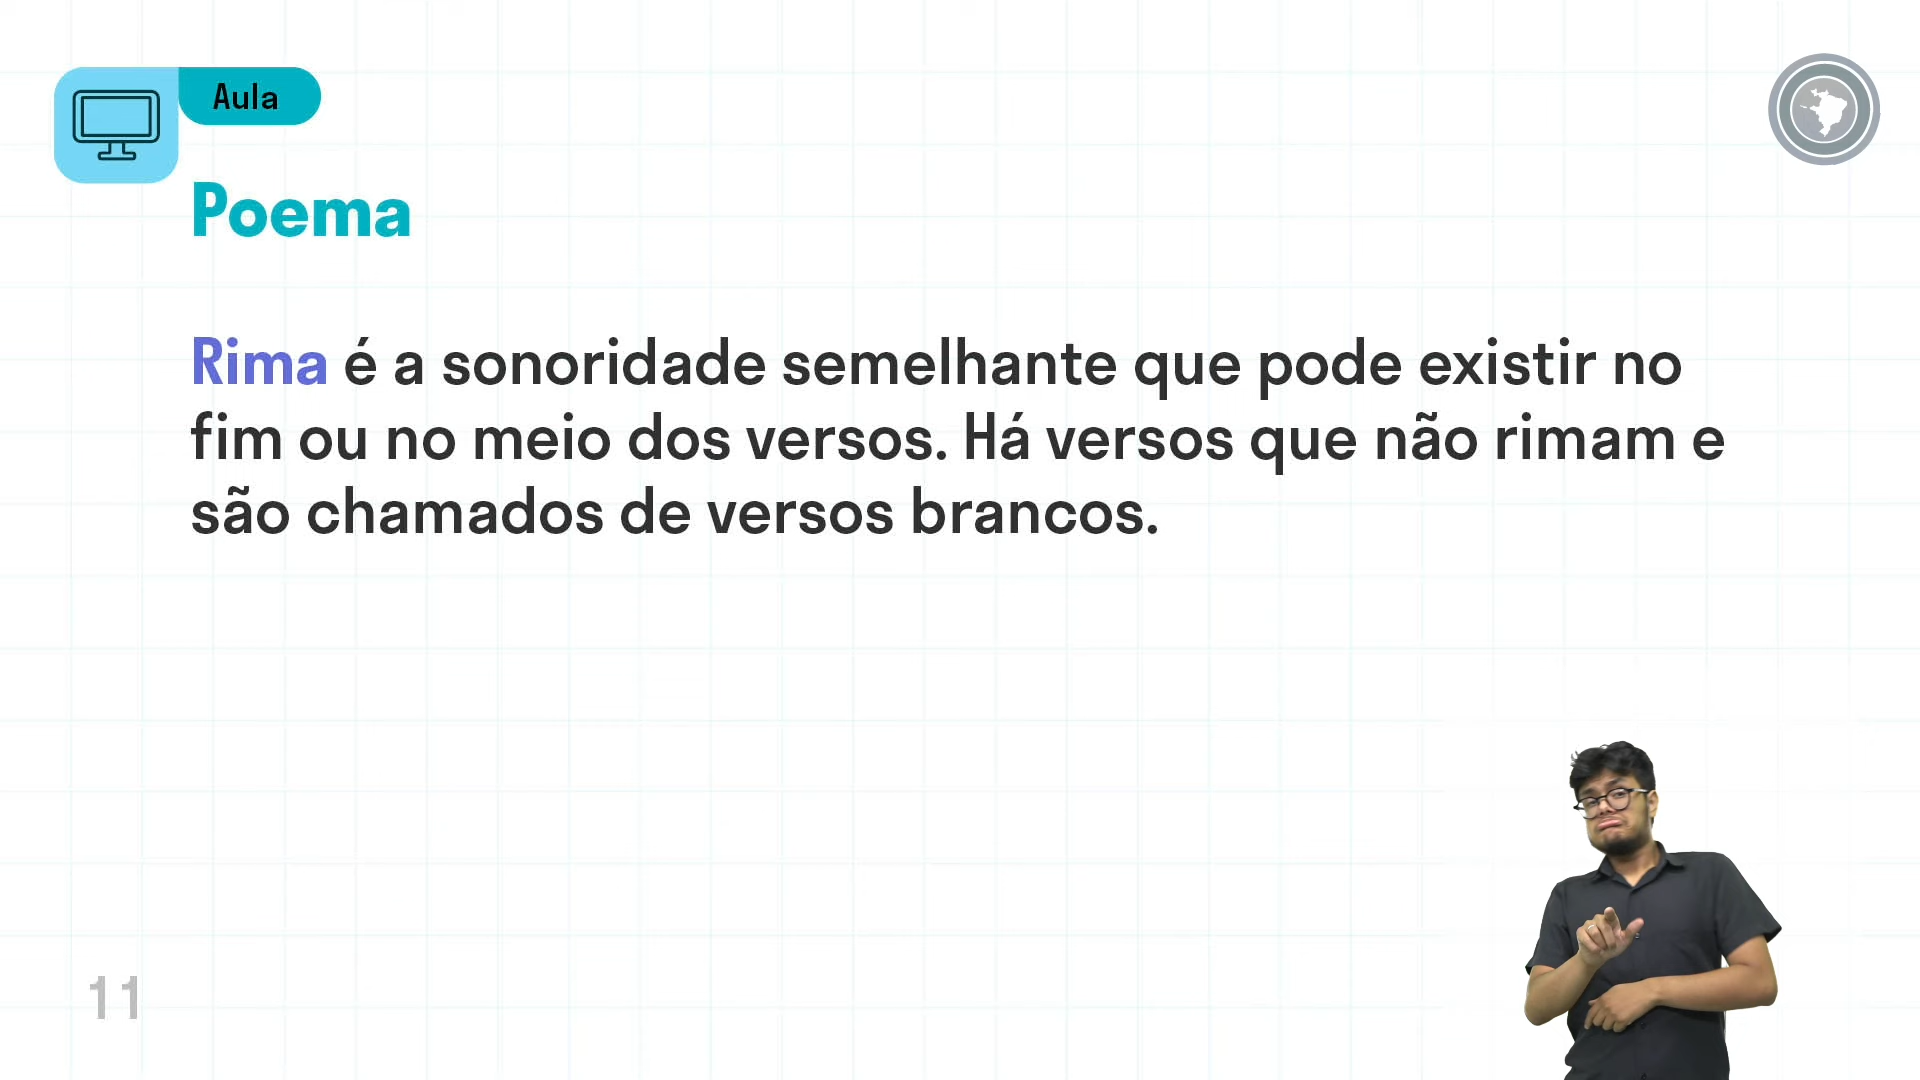 Aula
Poema
Rima é a sonoridade semelhante que pode existir no
fim ou no meio dos versos. Há versos que não rimam e
são chamados de versos brancos.
11